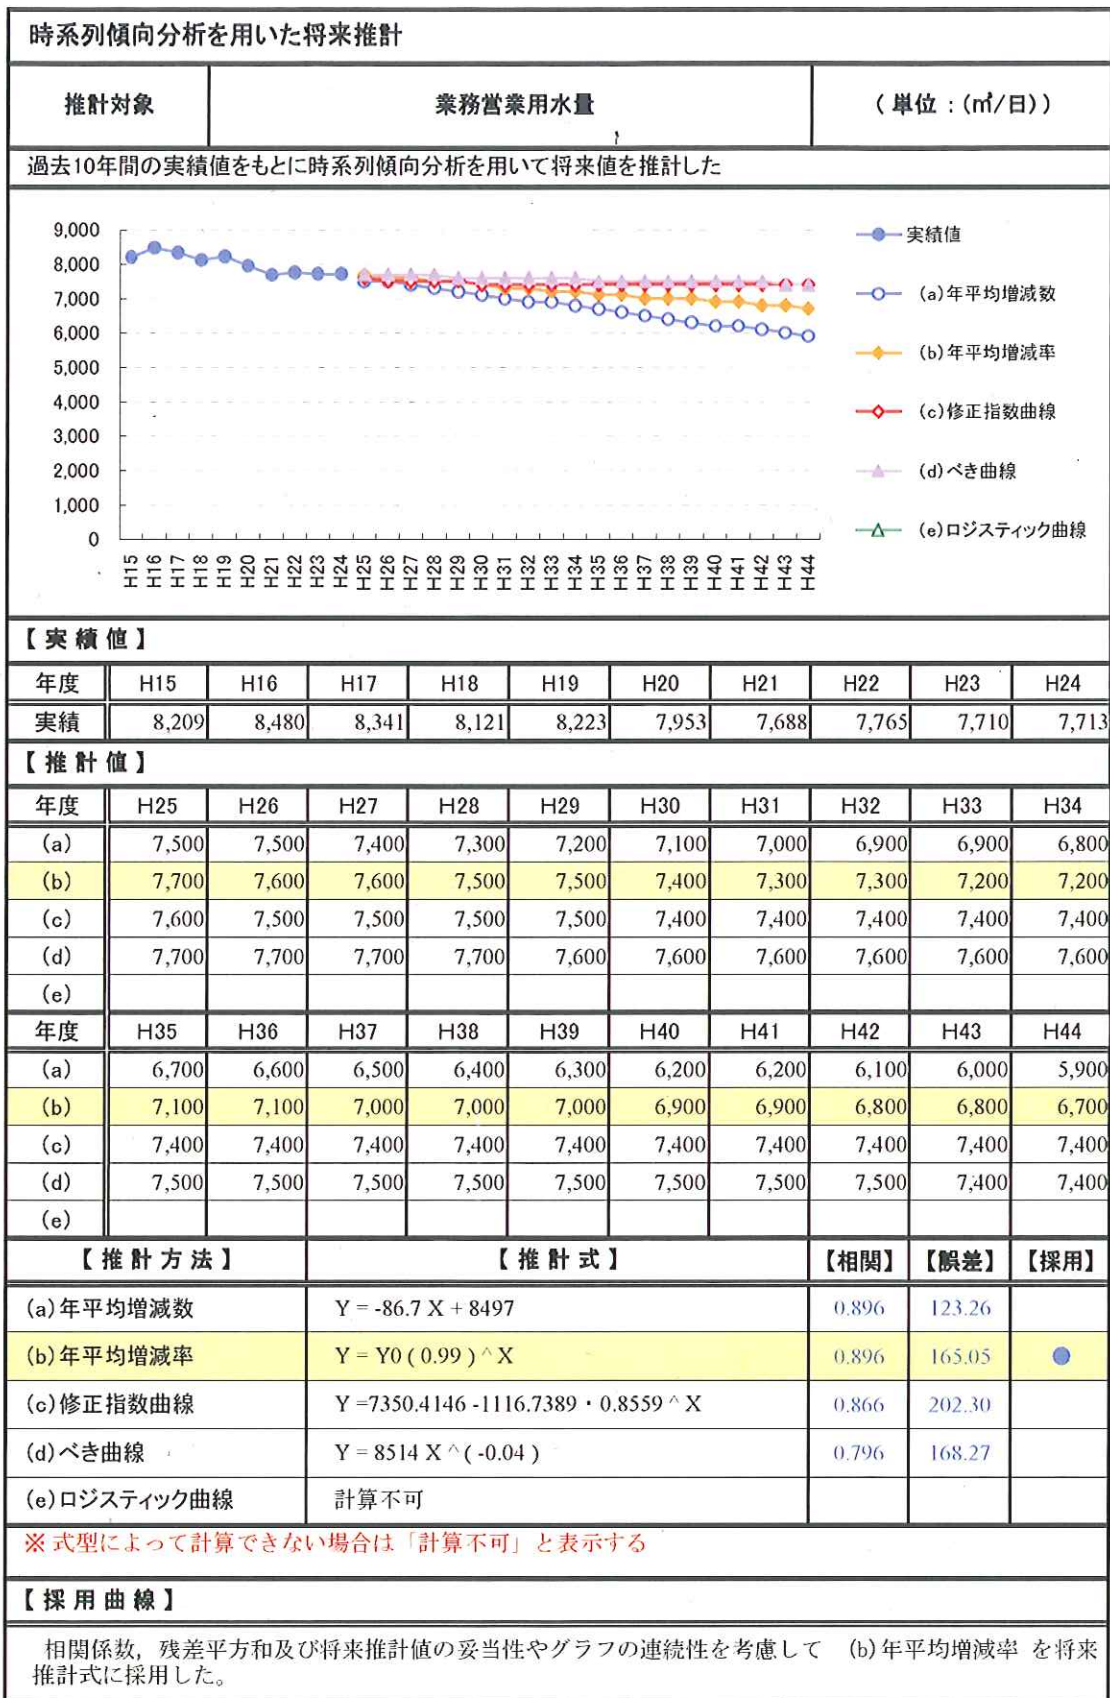 時系列傾向分析を用いた将来推計
推計対象 業務営業用水量 (単位:(㎥/日))
過去10年間の実績値をもとに時系列傾向分析を用いて将来値を推計した
9,000
8,000
7,000
6,000
5,000
4,000
3,000
2,000
1,000
0
H15 H16 H17 H18 H19 H20 H21 H22 H23 H24 H25 H26 H27 H28 H29 H30 H31 H32 H33 H34 H35 H36 H37 H38 H39 H40 H41 H42 H43 H44
実績値
(a)年平均増減数
(b)年平均増減率
(c)修正指数曲線
(d)べき曲線
(e)ロジスティック曲線
【実績値】
年度 H15 H16 H17 H18 H19 H20 H21 H22 H23 H24
実績 8,209 8,480 8,341 8,121 8,223 7,953 7,688 7,765 7,710 7,713
【推計値】
年度 H25 H26 H27 H28 H29 H30 H31 H32 H33 H34
(a) 7,500 7,500 7,400 7,300 7,200 7,100 7,000 6,900 6,900 6,800
(b) 7,700 7,600 7,600 7,500 7,500 7,400 7,300 7,300 7,200 7,200
(c) 7,600 7,500 7,500 7,500 7,500 7,400 7,400 7,400 7,400 7,400
(d) 7,700 7,700 7,700 7,700 7,600 7,600 7,600 7,600 7,600 7,600
(e)
年度 H35 H36 H37 H38 H39 H40 H41 H42 H43 H44
(a) 6,700 6,600 6,500 6,400 6,300 6,200 6,200 6,100 6,000 5,900
(b) 7,100 7,100 7,000 7,000 7,000 6,900 6,900 6,800 6,800 6,700
(c) 7,400 7,400 7,400 7,400 7,400 7,400 7,400 7,400 7,400 7,400
(d) 7,500 7,500 7,500 7,500 7,500 7,500 7,500 7,500 7,400 7,400
(e)
【推計方法】 【推計式】 【相関】 【誤差】 【採用】
(a)年平均増減数 Y = -86.7 X + 8497 0.896 123.26
(b)年平均増減率 Y = Y0 ( 0.99 ) ^ X 0.896 165.05 ●
(c)修正指数曲線 Y =7350.4146 -1116.7389・0.8559 ^ X 0.866 202.30
(d)べき曲線 Y = 8514 X ^ ( -0.04 ) 0.796 168.27
(e)ロジスティック曲線 計算不可
※ 式型によって計算できない場合は「計算不可」と表示する
【採用曲線】
相関係数, 残差平方和及び将来推計値の妥当性やグラフの連続性を考慮して (b)年平均増減率 を将来
推計式に採用した。